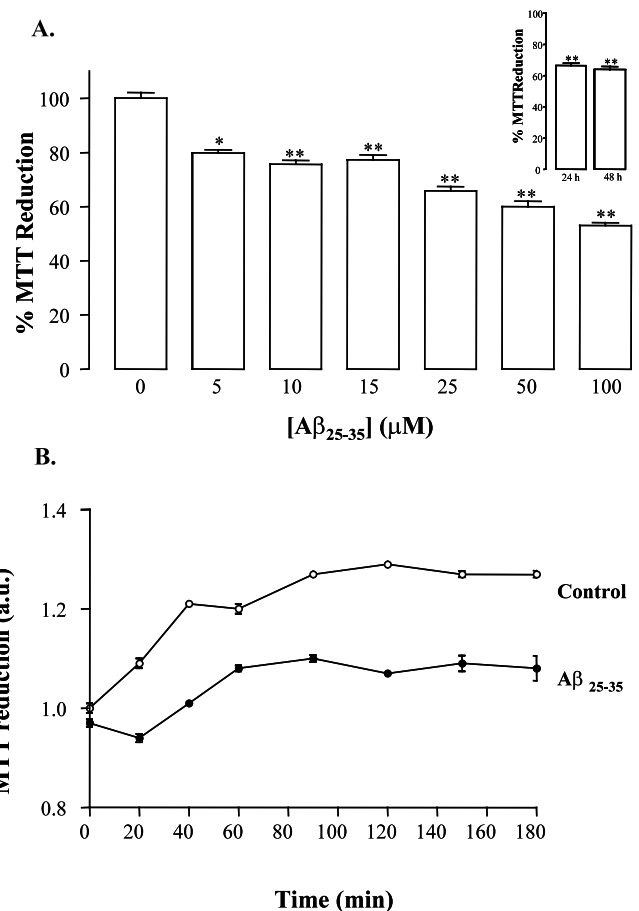 A.
% MTT Reduction
100
80
60
40
20
0
*
**
**
**
**
**
0 5 10 15 25 50 100
[Aβ25-35] (μM)
% MTTReduction
100
80
60
40
20
0
** **
24 h 48 h
B.
MTT reduction (a.u.)
1.4
1.2
1.0
0.8
Control
Aβ 25-35
0 20 40 60 80 100 120 140 160 180
Time (min)